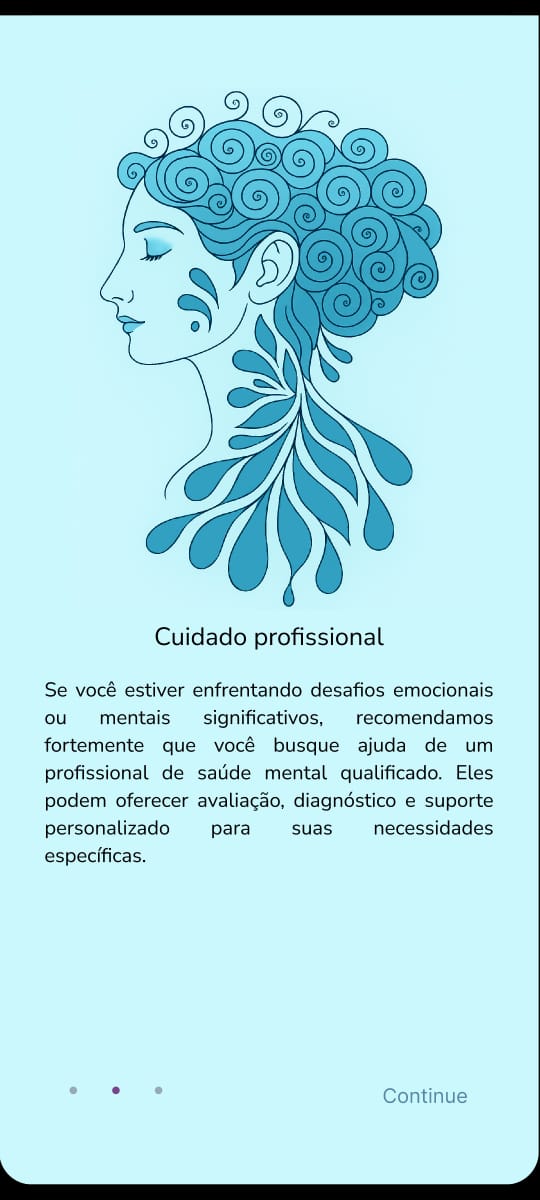 Cuidado profissional
Se você estiver enfrentando desafios emocionais
ou mentais significativos, recomendamos
fortemente que você busque ajuda de um
profissional de saúde mental qualificado. Eles
podem oferecer avaliação, diagnóstico e suporte
personalizado para suas necessidades
específicas.
Continue